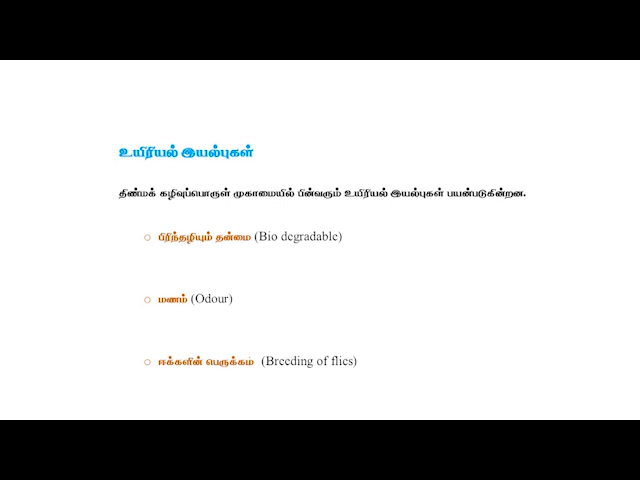 உயிரியல் இயல்புகள்
திண்மக் கழிவுப்பொருள் முகாமையில் பின்வரும் உயிரியல் இயல்புகள் பயன்படுகின்றன.
○ பிரிந்தழியும் தன்மை (Bio degradable)
○ மணம் (Odour)
○ ஈக்களின் பெருக்கம் (Breeding of flies)